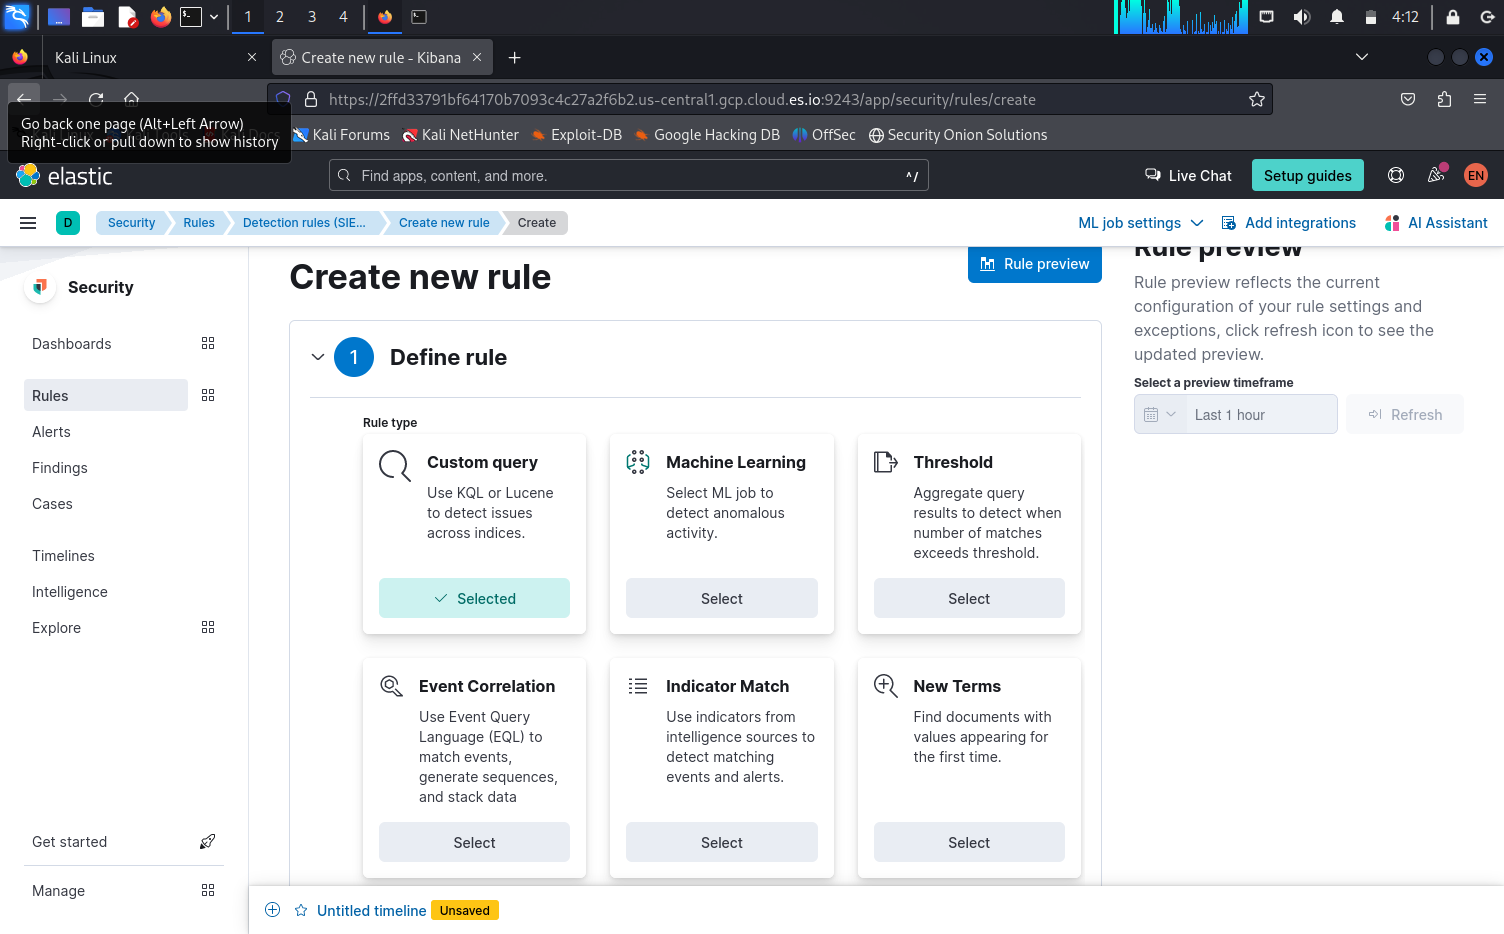 1 2 3 4 4:12
Kali Linux
Create new rule - Kibana
https://2ffd33791bf64170b7093c4c27a2f6b2.us-central1.gcp.cloud.es.io:9243/app/security/rules/create
Go back one page (Alt+Left Arrow)
Right-click or pull down to show history
Kali Forums Kali NetHunter Exploit-DB Google Hacking DB OffSec Security Onion Solutions
elastic
Find apps, content, and more. ^/
Live Chat
Setup guides
EN
D
Security Rules Detection rules (SIE... Create new rule Create
ML job settings Add integrations AI Assistant
Security
Dashboards
Rules
Alerts
Findings
Cases
Timelines
Intelligence
Explore
Get started
Manage
Create new rule
Rule preview
1 Define rule
Rule type
Custom query
Use KQL or Lucene
to detect issues
across indices.
Selected
Machine Learning
Select ML job to
detect anomalous
activity.
Select
Threshold
Aggregate query
results to detect when
number of matches
exceeds threshold.
Select
Event Correlation
Use Event Query
Language (EQL) to
match events,
generate sequences,
and stack data
Select
Indicator Match
Use indicators from
intelligence sources to
detect matching
events and alerts.
Select
New Terms
Find documents with
values appearing for
the first time.
Select
Rule preview
Rule preview reflects the current
configuration of your rule settings and
exceptions, click refresh icon to see the
updated preview.
Select a preview timeframe
Last 1 hour
Refresh
Untitled timeline Unsaved